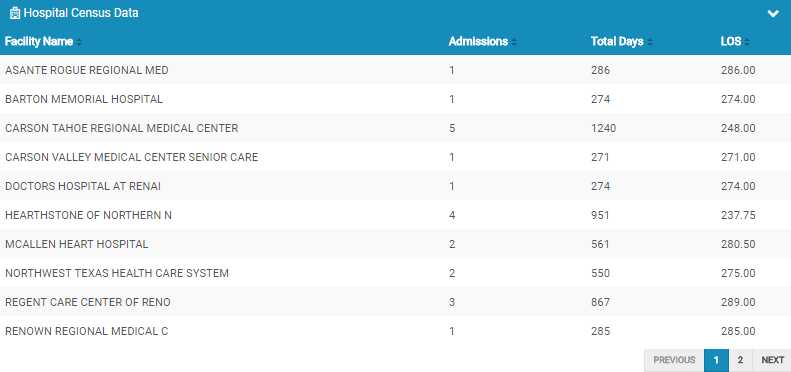 Hospital Census Data
Facility Name Admissions Total Days LOS
ASANTE ROGUE REGIONAL MED 1 286 286.00
BARTON MEMORIAL HOSPITAL 1 274 274.00
CARSON TAHOE REGIONAL MEDICAL CENTER 5 1240 248.00
CARSON VALLEY MEDICAL CENTER SENIOR CARE 1 271 271.00
DOCTORS HOSPITAL AT RENAI 1 274 274.00
HEARTHSTONE OF NORTHERN N 4 951 237.75
MCALLEN HEART HOSPITAL 2 561 280.50
NORTHWEST TEXAS HEALTH CARE SYSTEM 2 550 275.00
REGENT CARE CENTER OF RENO 3 867 289.00
RENOWN REGIONAL MEDICAL C 1 285 285.00
PREVIOUS 1 2 NEXT